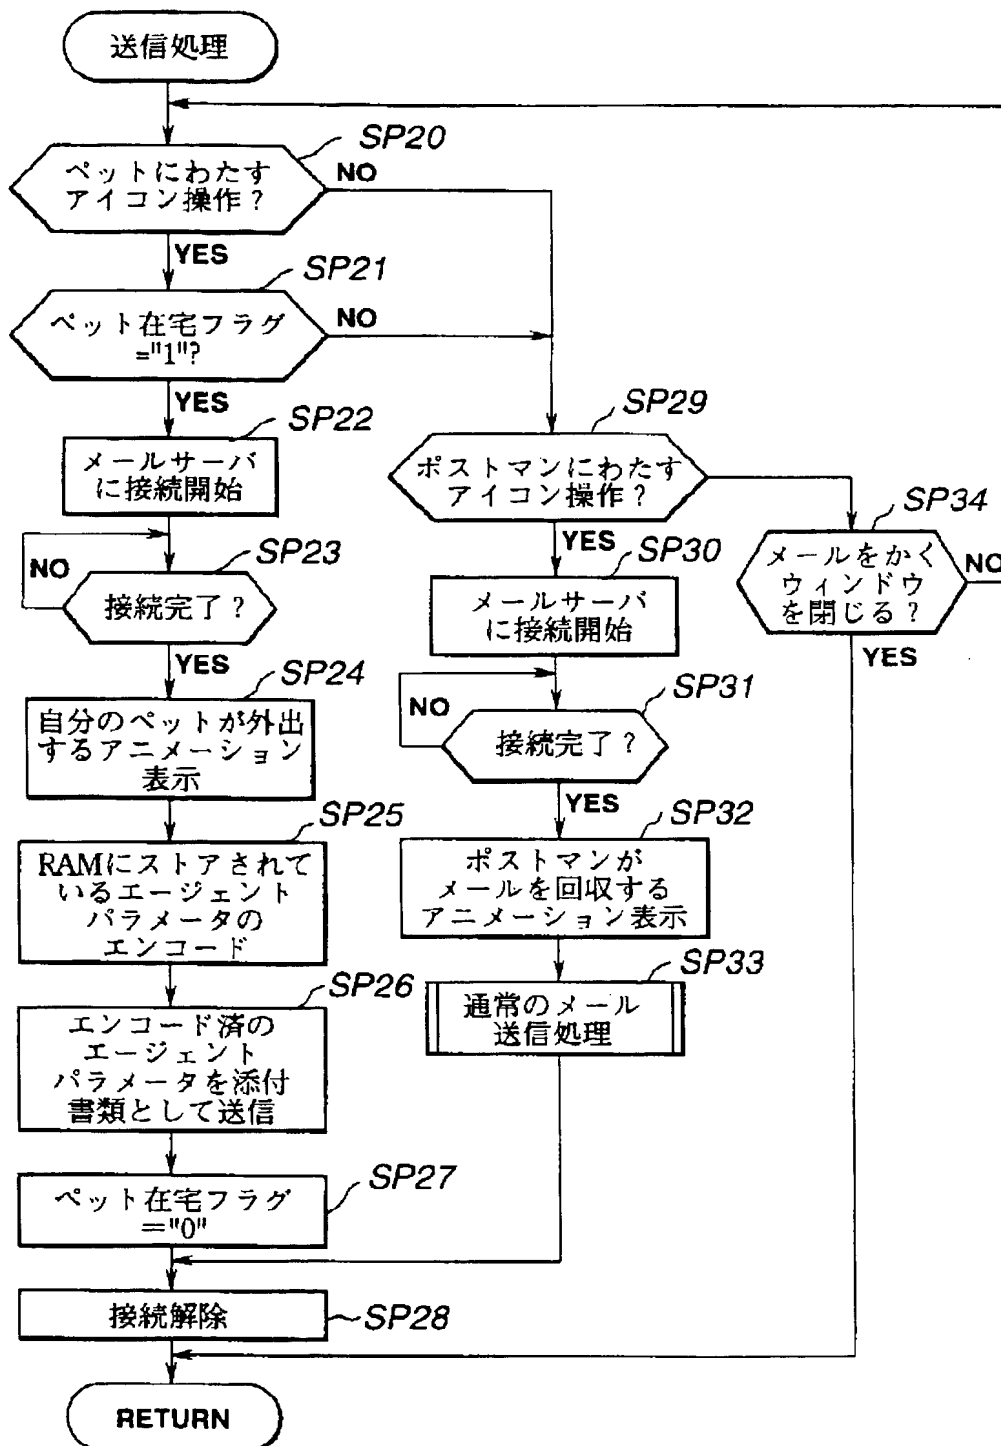 送信処理
SP20
ペットにわたす
アイコン操作？
NO
YES
SP21
ペット在宅フラグ
="1"?
NO
YES
SP22
メールサーバ
に接続開始
SP23
NO
接続完了？
YES
SP24
自分のペットが外出
するアニメーション
表示
SP25
RAMにストアされて
いるエージェント
パラメータの
エンコード
SP26
エンコード済の
エージェント
パラメータを添付
書類として送信
SP27
ペット在宅フラグ
="0"
接続解除
SP28
RETURN
SP29
ポストマンにわたす
アイコン操作？
YES
SP30
メールサーバ
に接続開始
SP31
NO
接続完了？
YES
SP32
ポストマンが
メールを回収する
アニメーション表示
SP33
通常のメール
送信処理
SP34
メールをかく
ウィンドウ
を閉じる？
NO
YES